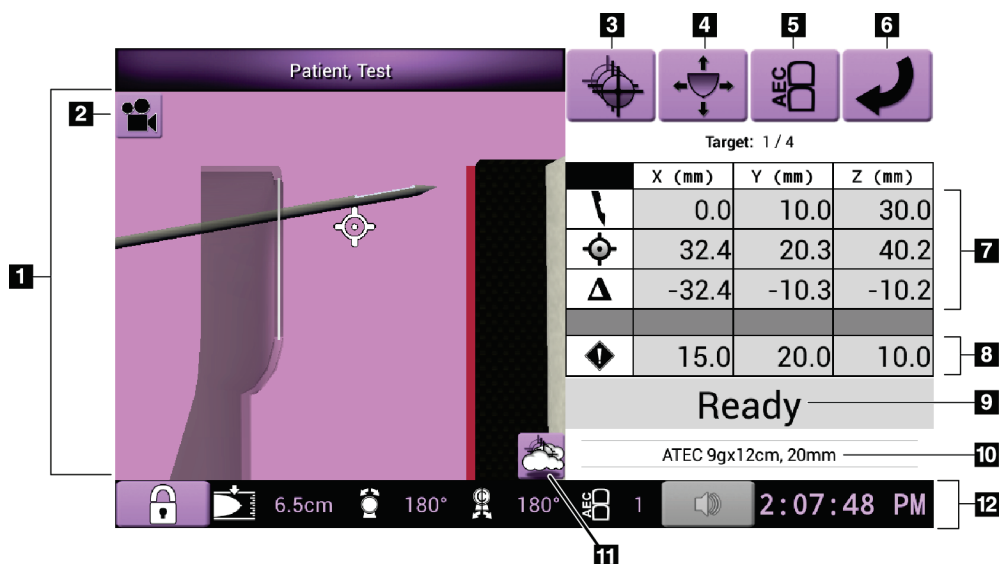 3 4 5 6
Patient, Test
AEC
1
2
Target: 1 / 4
X (mm) Y (mm) Z (mm)
0.0 10.0 30.0
32.4 20.3 40.2
7
Δ -32.4 -10.3 -10.2
15.0 20.0 10.0
8
Ready
9
ATEC 9gx12cm, 20mm
10
6.5cm 180° 180° AEC 1 2:07:48 PM
12
11